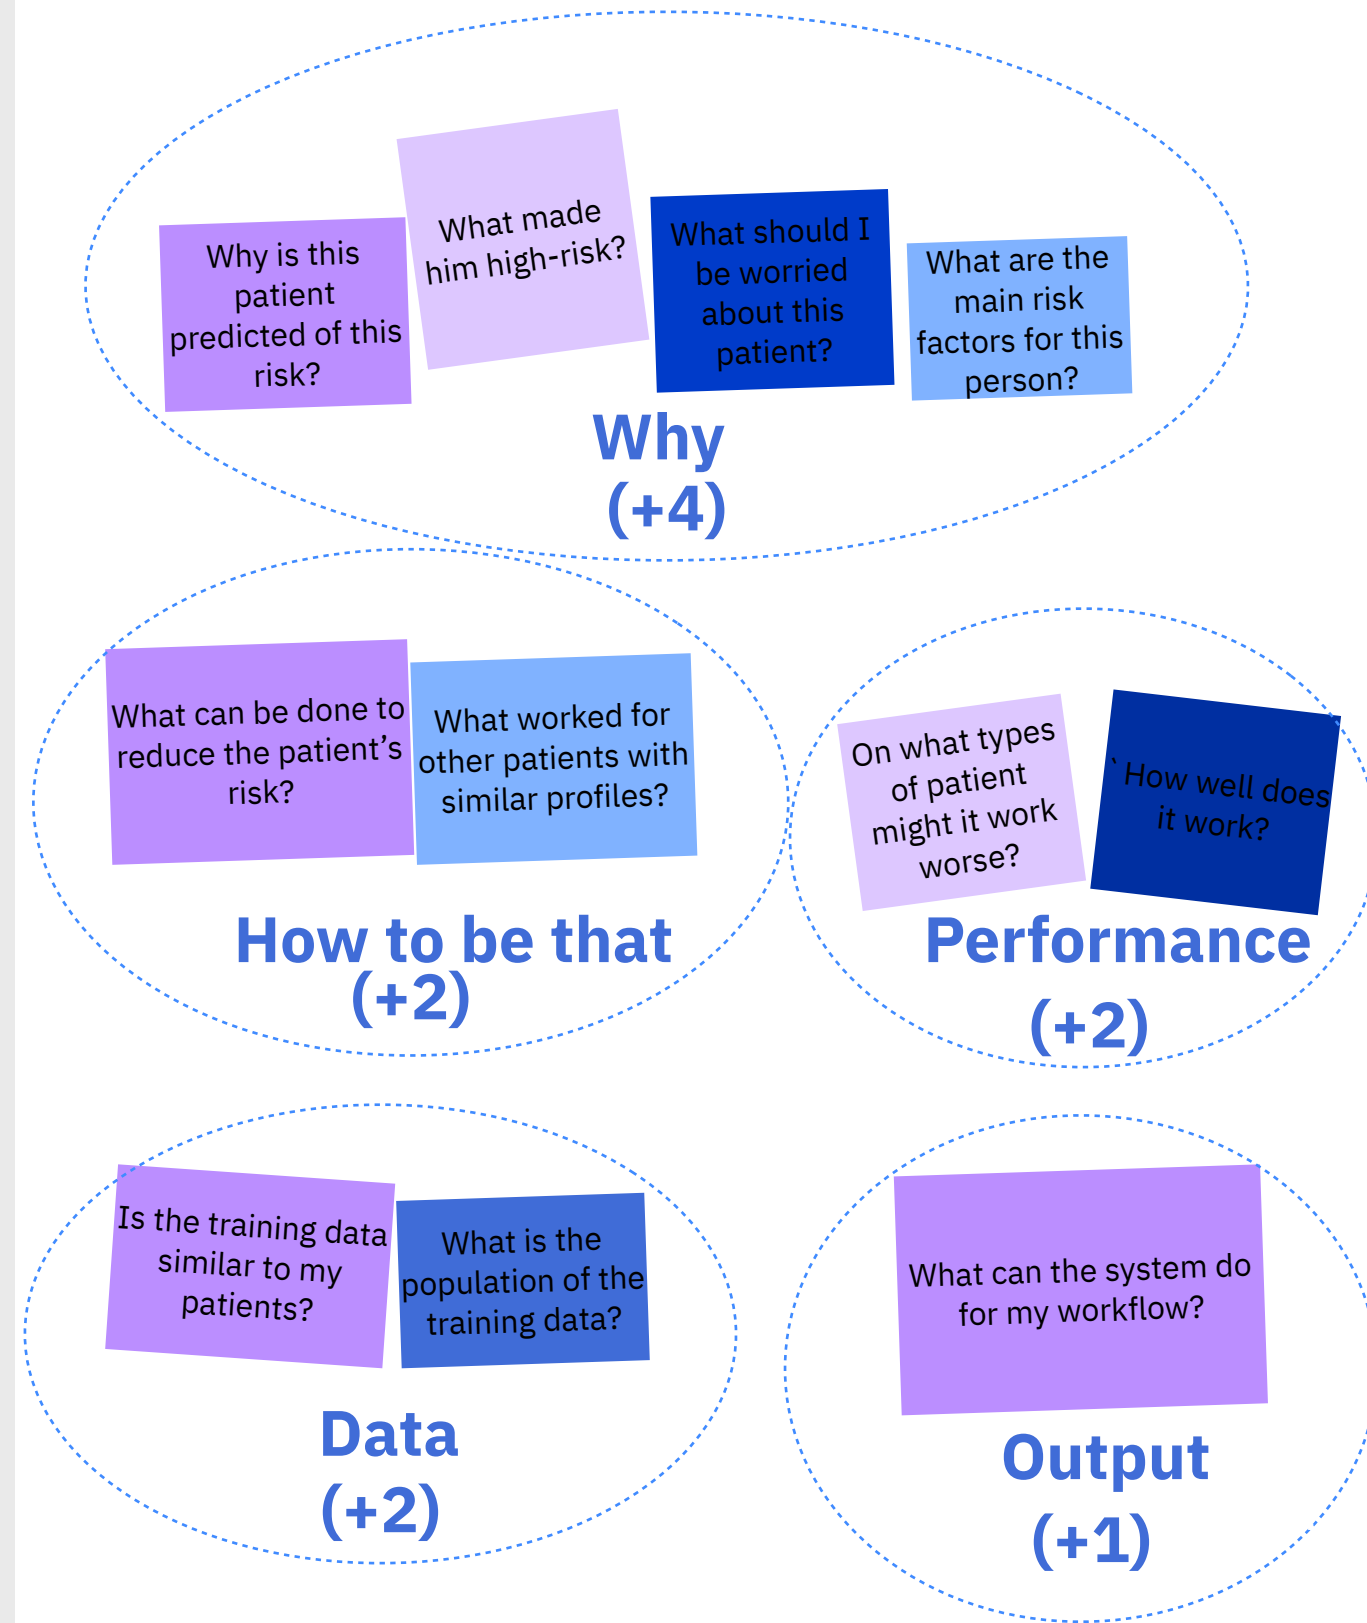 Why is this
patient
predicted of this
risk?
What made
him high-risk?
What should I
be worried
about this
patient?
What are the
main risk
factors for this
person?
Why
(+4)
What can be done to
reduce the patient’s
risk?
What worked for
other patients with
similar profiles?
How to be that
(+2)
On what types
of patient
might it work
worse?
` How well does
it work?
Performance
(+2)
Is the training data
similar to my
patients?
What is the
population of the
training data?
Data
(+2)
What can the system do
for my workflow?
Output
(+1)